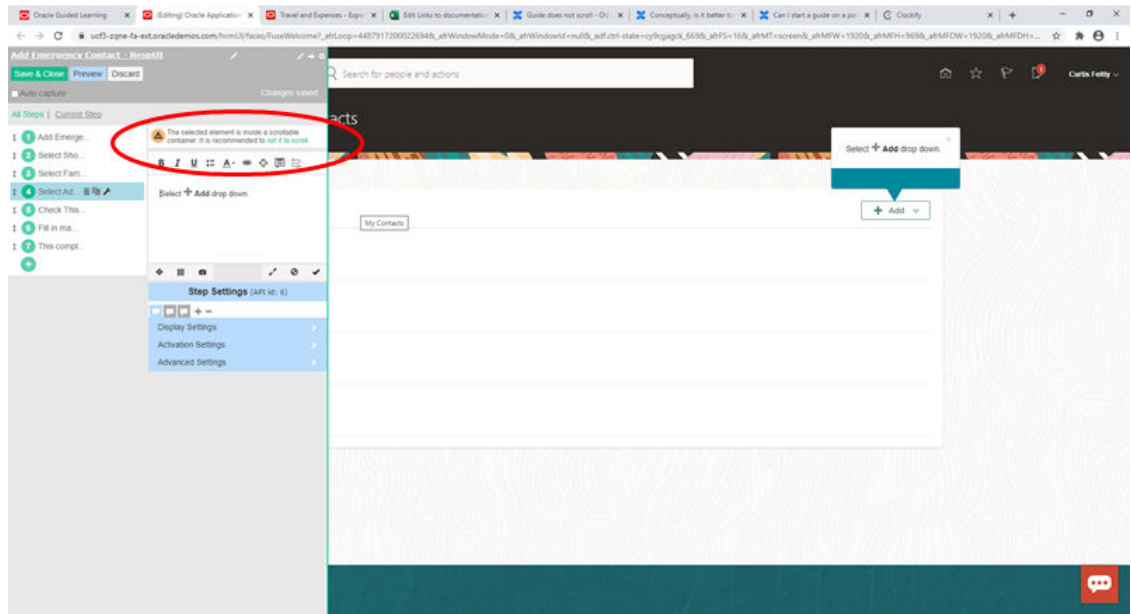 Oracle Guided Learning
(Editing) Oracle Application
Travel and Expenses - Exper
Edit Links to documentatio
Guide does not scroll - O
Conceptually, is it better to
Can I start a guide on a pa
Clockify
Add Emergency Contact - RespUI
Save & Close Preview Discard
Auto capture
Changes saved
All Steps | Current Step
1 Add Emerge...
2 Select Sho...
3 Select Fam...
4 Select Ad...
5 Check This...
6 Fill in ma...
7 This compl...
The selected element is inside a scrollable
container. It is recommended to set it to scroll
B I U A
Select + Add drop down.
Step Settings (API id: 6)
Display Settings
Activation Settings
Advanced Settings
Search for people and actions
Curtis Feitty
acts
My Contacts
Select + Add drop down.
+ Add